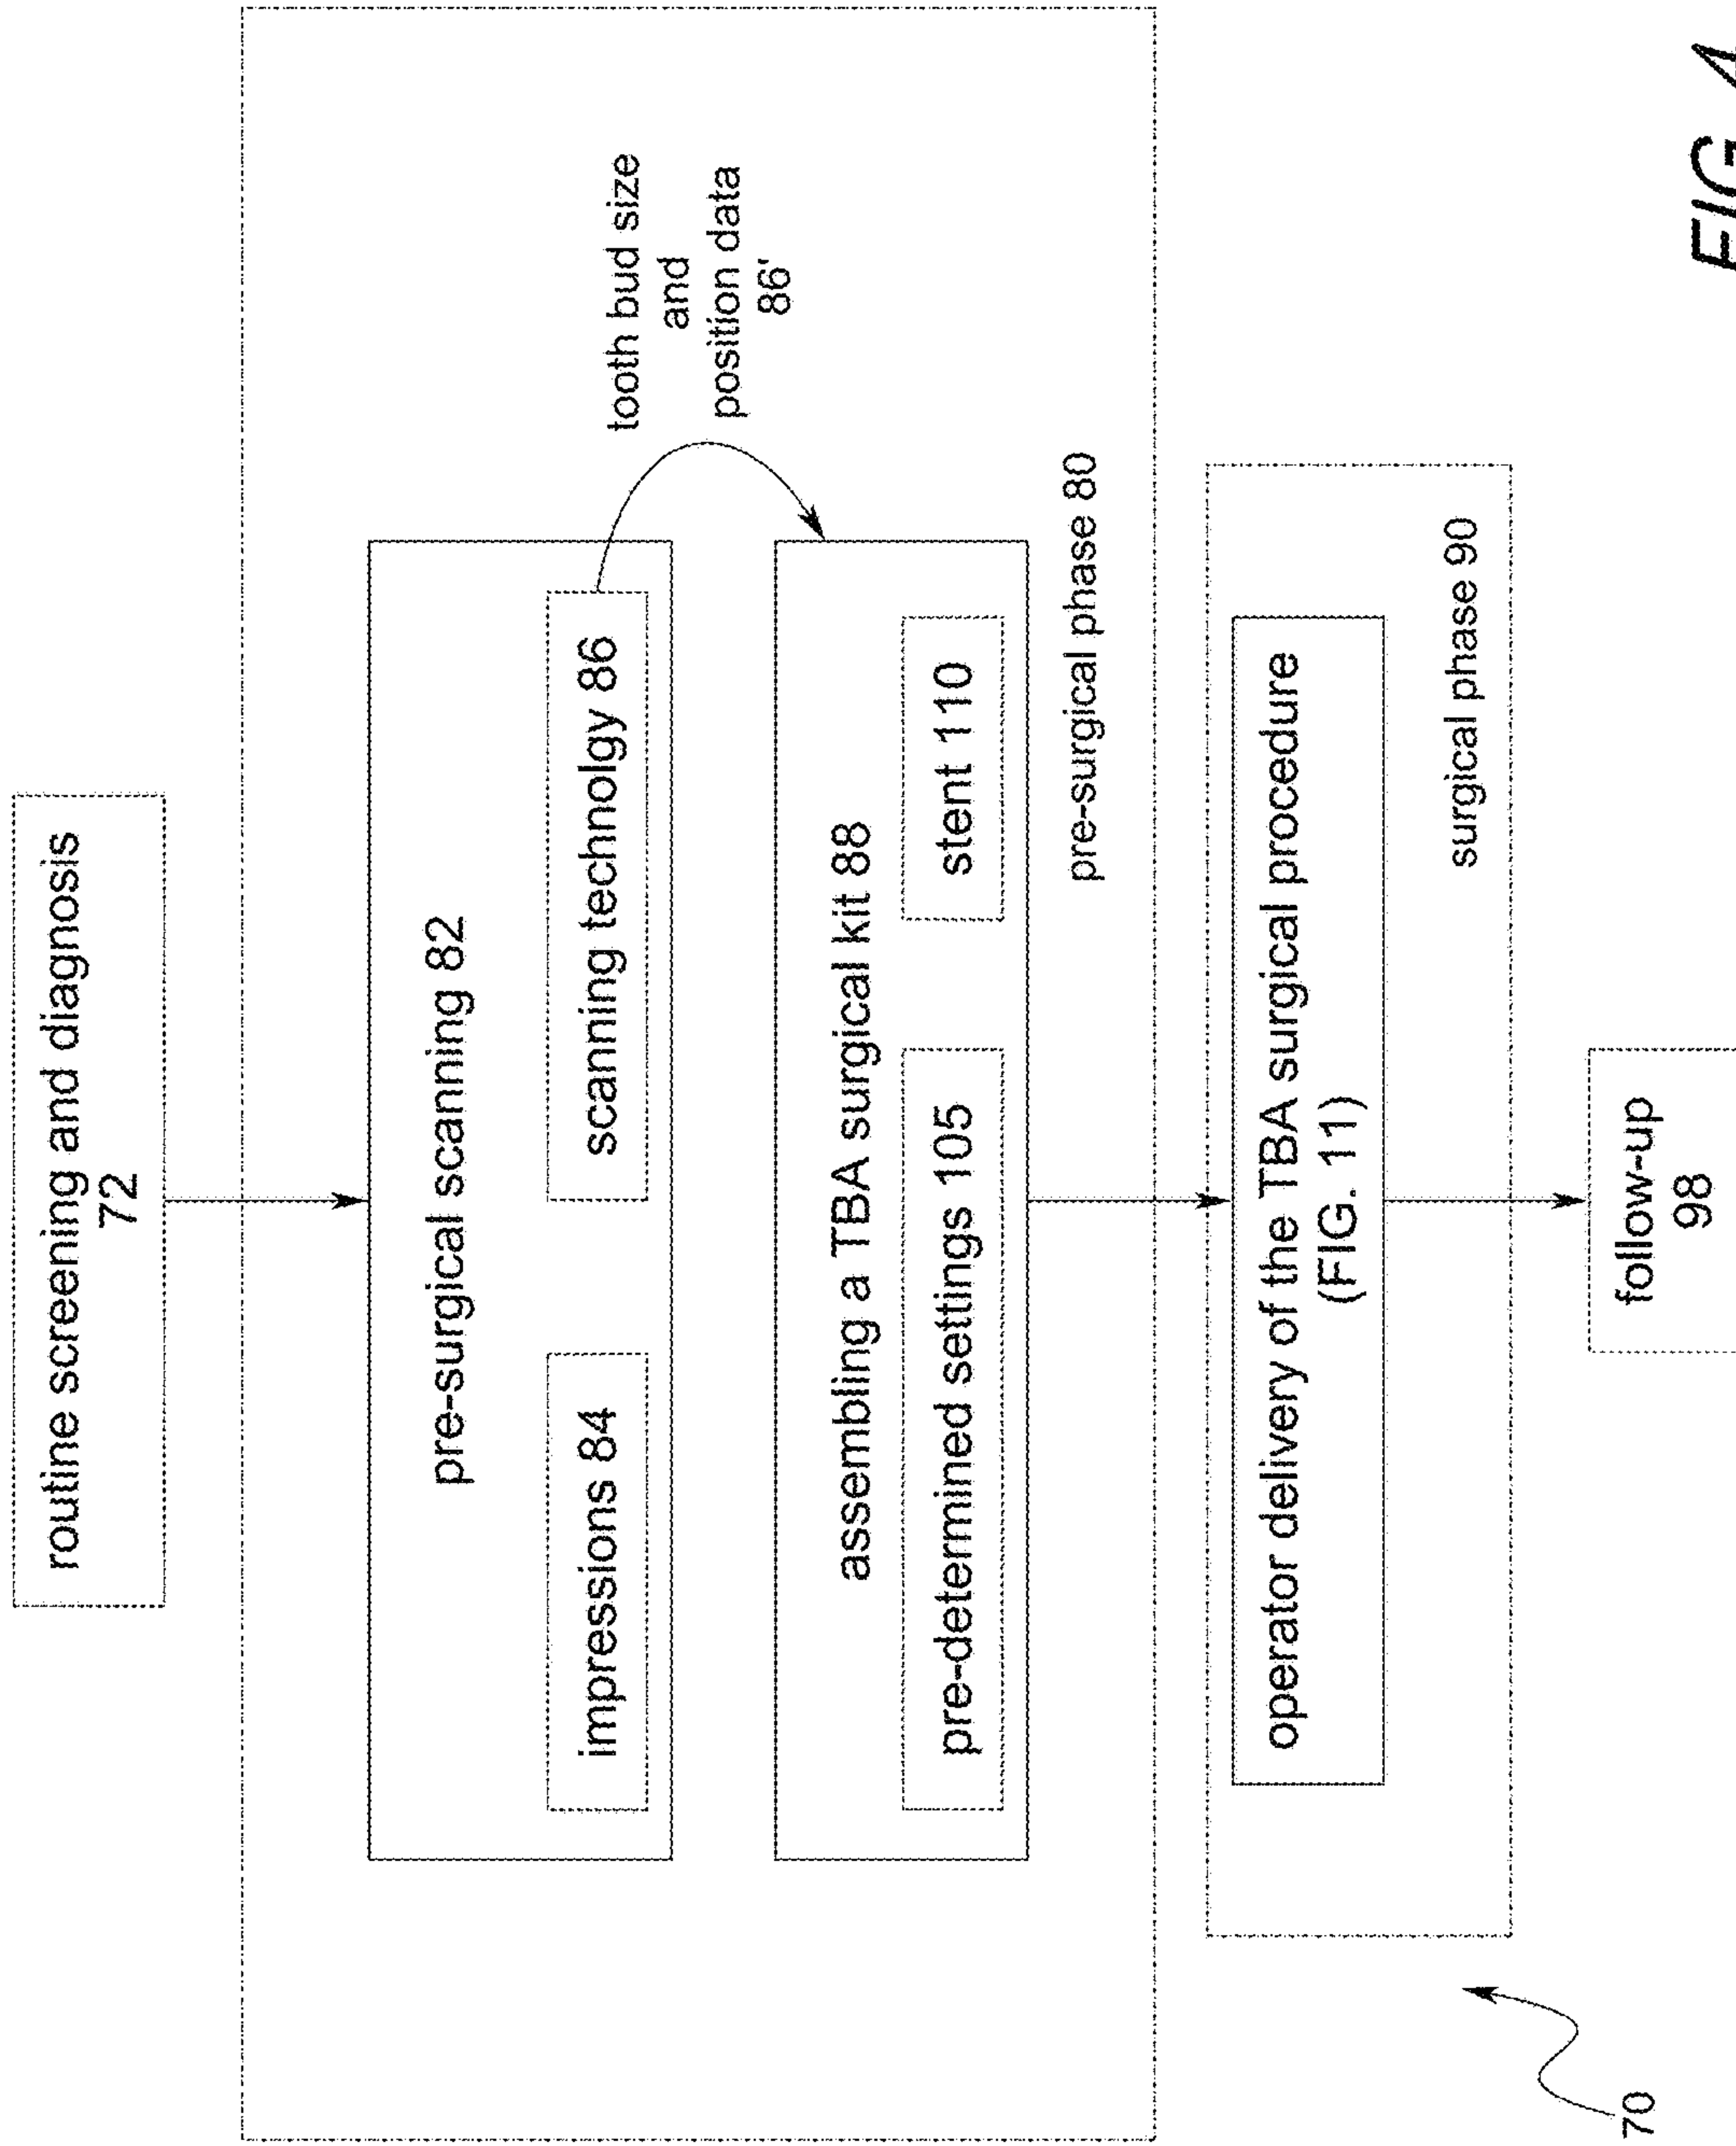 routine screening and diagnosis
72
pre-surgical scanning 82
impressions 84
scanning technolgy 86
tooth bud size
and
position data
86'
assembling a TBA surgical kit 88
pre-determined settings 105
stent 110
pre-surgical phase 80
operator delivery of the TBA surgical procedure
(FIG. 11)
surgical phase 90
follow-up
98
70
FIG. 4